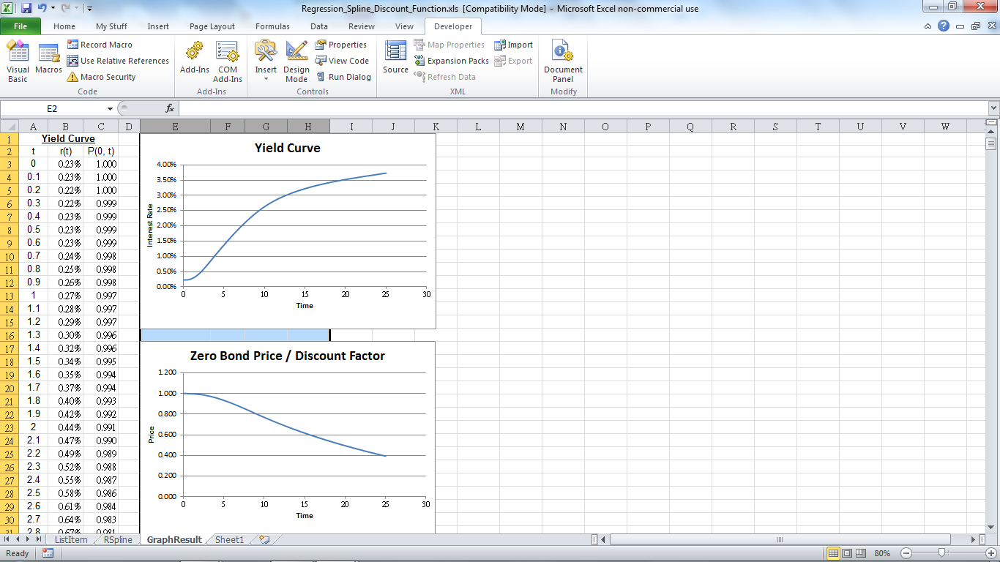 Regression_Spline_Discount_Function.xls [Compatibility Mode] - Microsoft Excel non-commercial use
File Home My Stuff Insert Page Layout Formulas Data Review View Developer
Visual Basic
Macros
Record Macro
Use Relative References
Macro Security
Code
Add-Ins
COM Add-Ins
Add-Ins
Insert
Design Mode
Properties
View Code
Run Dialog
Controls
Source
Map Properties
Expansion Packs
Refresh Data
Import
Export
XML
Document Panel
Modify
E2 fx
A B C D E F G H I J K L M N O P Q R S T U V W
1 Yield Curve
2 t r(t) P(0, t)
3 0 0.23% 1.000
4 0.1 0.23% 1.000
5 0.2 0.22% 1.000
6 0.3 0.22% 0.999
7 0.4 0.23% 0.999
8 0.5 0.23% 0.999
9 0.6 0.23% 0.999
10 0.7 0.24% 0.998
11 0.8 0.25% 0.998
12 0.9 0.26% 0.998
13 1 0.27% 0.997
14 1.1 0.28% 0.997
15 1.2 0.29% 0.997
16 1.3 0.30% 0.996
17 1.4 0.32% 0.996
18 1.5 0.34% 0.995
19 1.6 0.35% 0.994
20 1.7 0.37% 0.994
21 1.8 0.40% 0.993
22 1.9 0.42% 0.992
23 2 0.44% 0.991
24 2.1 0.47% 0.990
25 2.2 0.49% 0.989
26 2.3 0.52% 0.988
27 2.4 0.55% 0.987
28 2.5 0.58% 0.986
29 2.6 0.61% 0.984
30 2.7 0.64% 0.983
31 2.8 0.67% 0.981
Yield Curve
4.00%
3.50%
3.00%
2.50%
2.00%
1.50%
1.00%
0.50%
0.00%
Interest Rate
0 5 10 15 20 25 30
Time
Zero Bond Price / Discount Factor
1.200
1.000
0.800
0.600
0.400
0.200
0.000
Price
0 5 10 15 20 25 30
Time
ListItem RSpline GraphResult Sheet1
Ready 80%